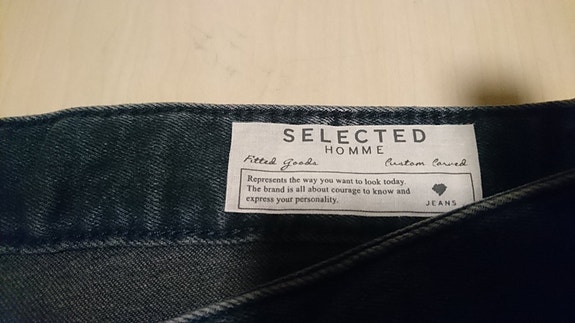 SELECTED
HOMME
Fitted Goods Custom Carved
Represents the way you want to look today.
The brand is all about courage to know and
express your personality.
JEANS